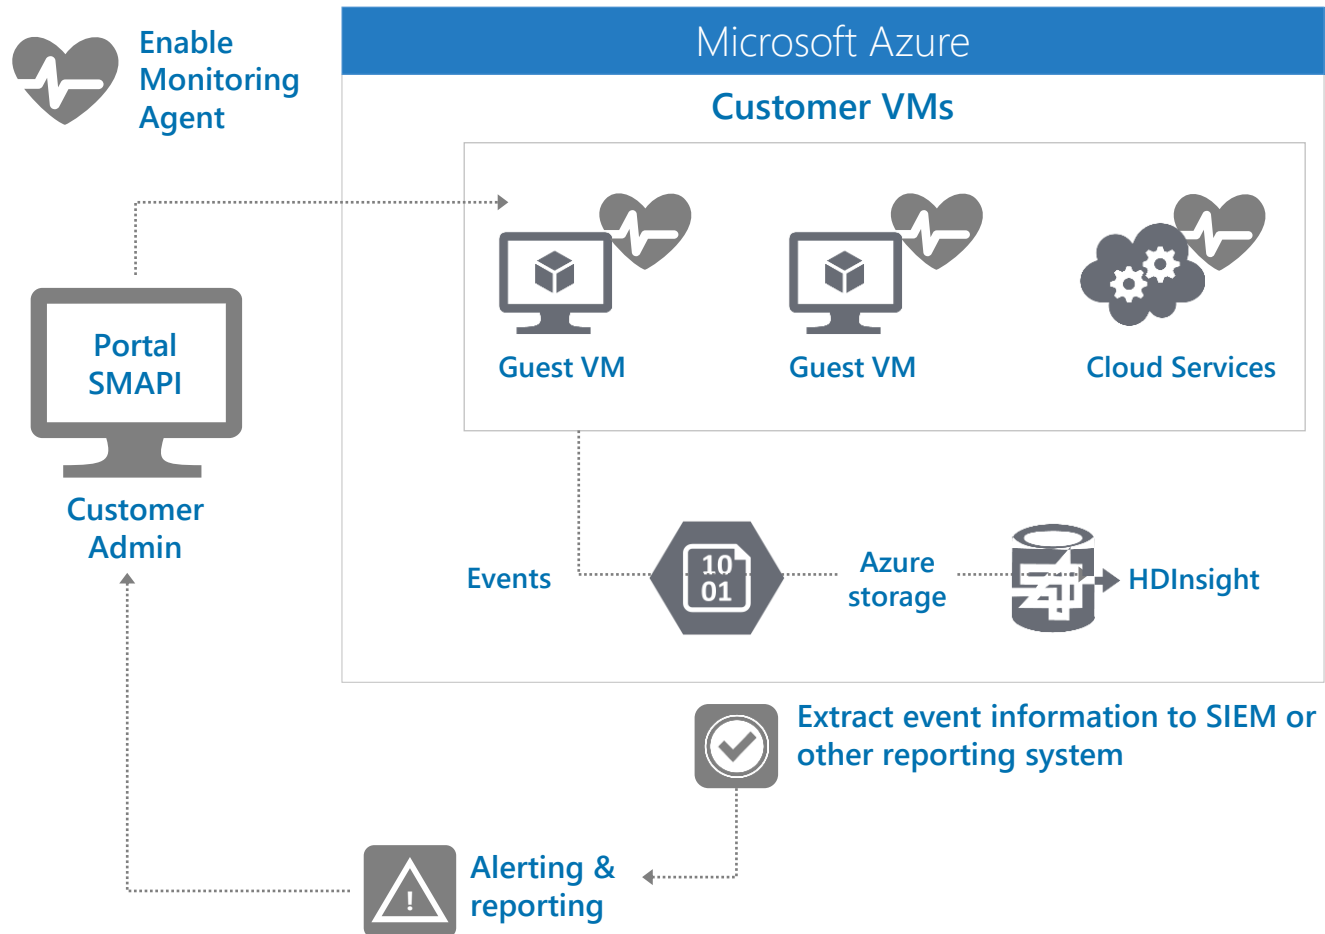 Enable
Monitoring
Agent
Microsoft Azure
Customer VMs
Guest VM
Guest VM
Cloud Services
Portal
SMAPI
Customer
Admin
Events
10
01
Azure
storage
HDInsight
Extract event information to SIEM or
other reporting system
Alerting &
reporting
!